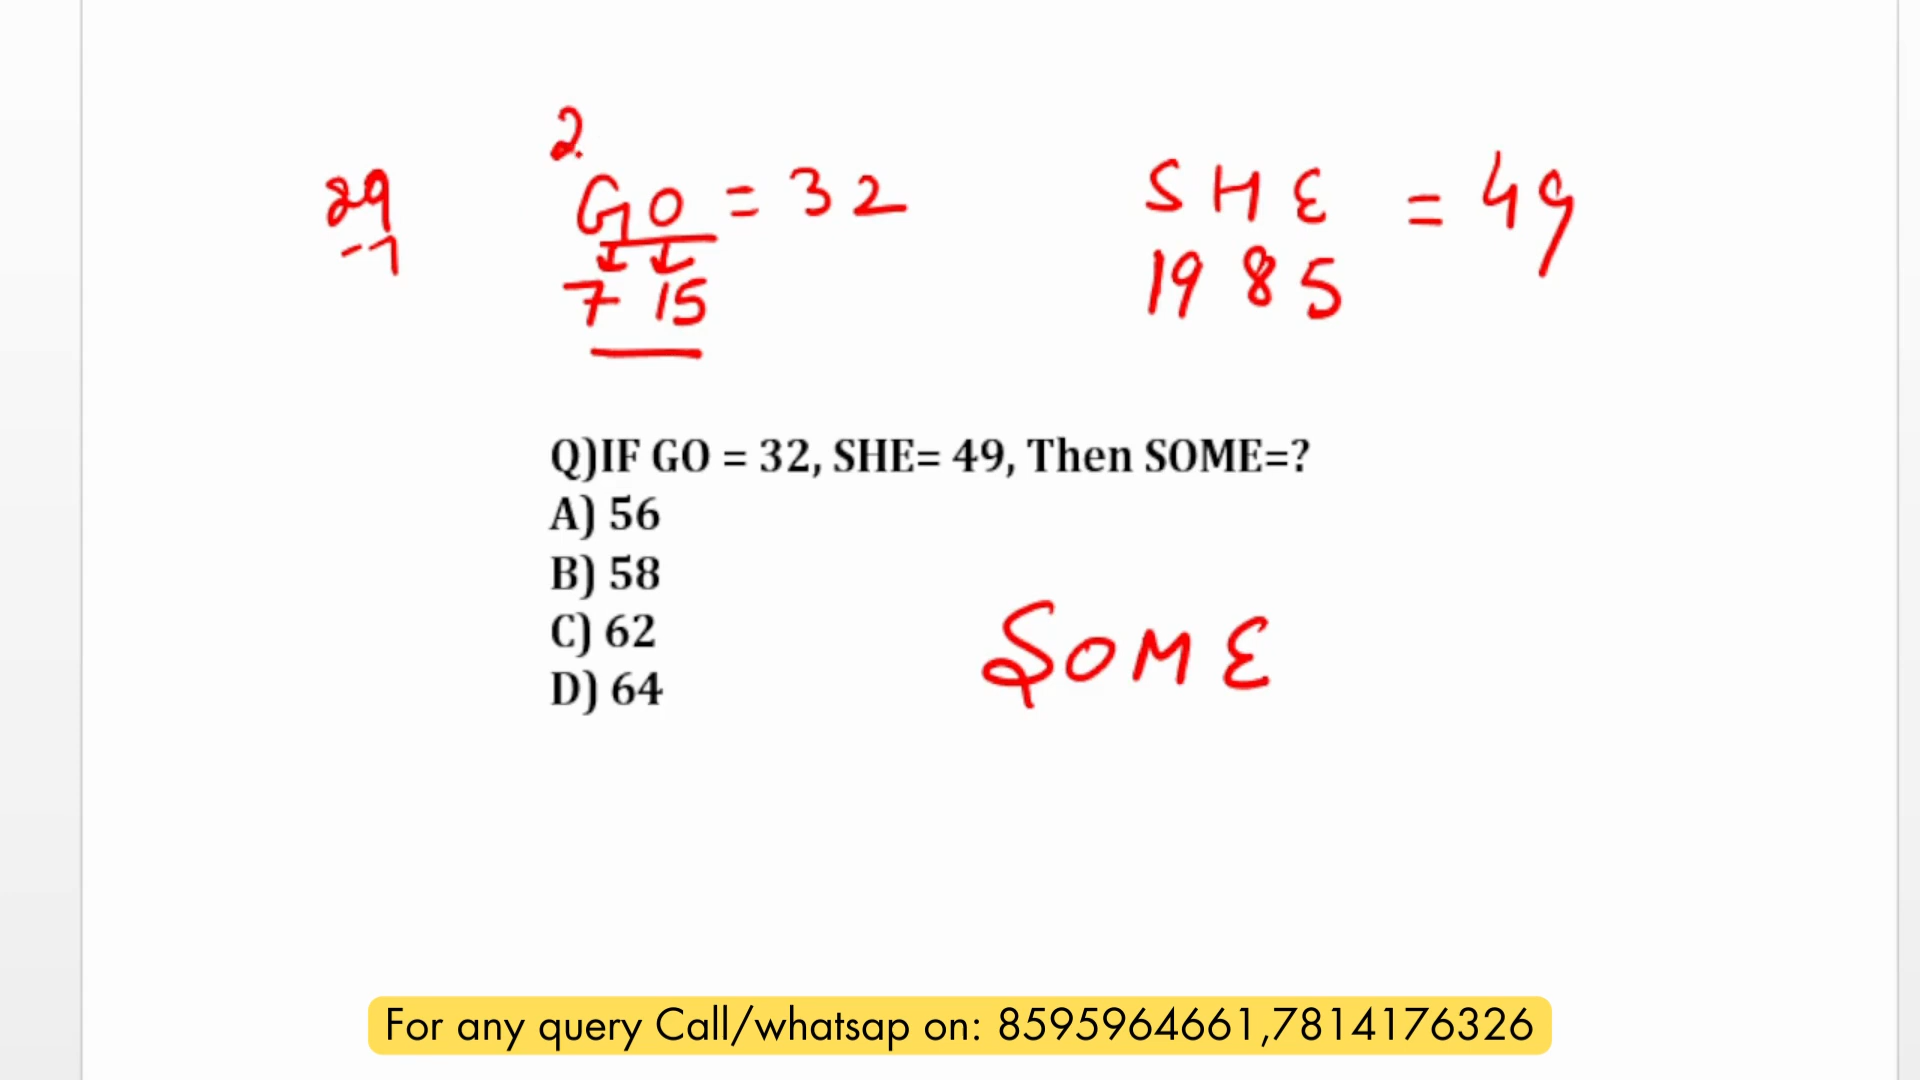 2.
29
-7
GO = 32
7 15
SHE = 49
19 8 5
Q)IF GO = 32, SHE= 49, Then SOME=?
A) 56
B) 58
C) 62
D) 64
SOME
For any query Call/whatsap on: 8595964661,7814176326